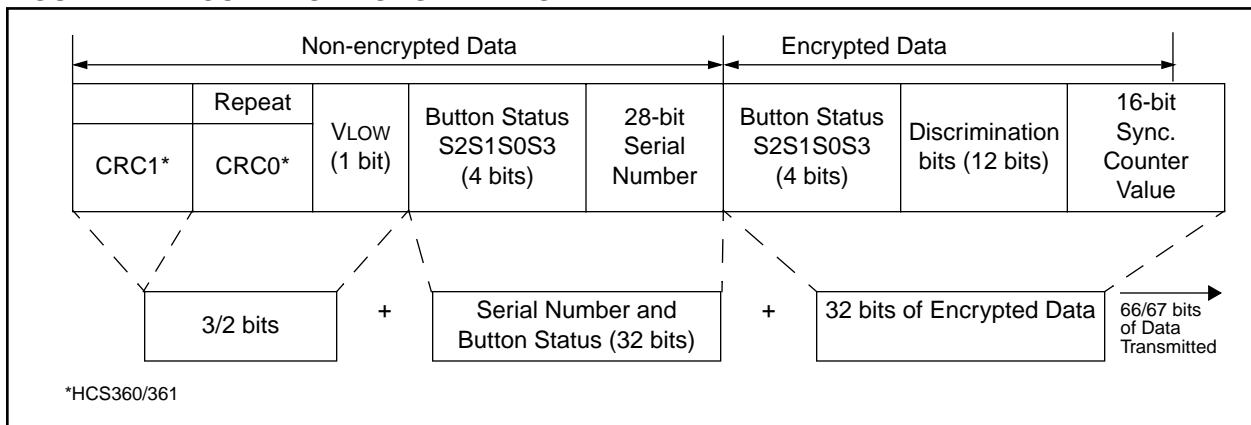 Non-encrypted Data
Encrypted Data
CRC1*
Repeat
CRC0*
VLOW
(1 bit)
Button Status
S2S1S0S3
(4 bits)
28-bit
Serial
Number
Button Status
S2S1S0S3
(4 bits)
Discrimination
bits (12 bits)
16-bit
Sync.
Counter
Value
3/2 bits
+
Serial Number and
Button Status (32 bits)
+
32 bits of Encrypted Data
66/67 bits
of Data
Transmitted
*HCS360/361